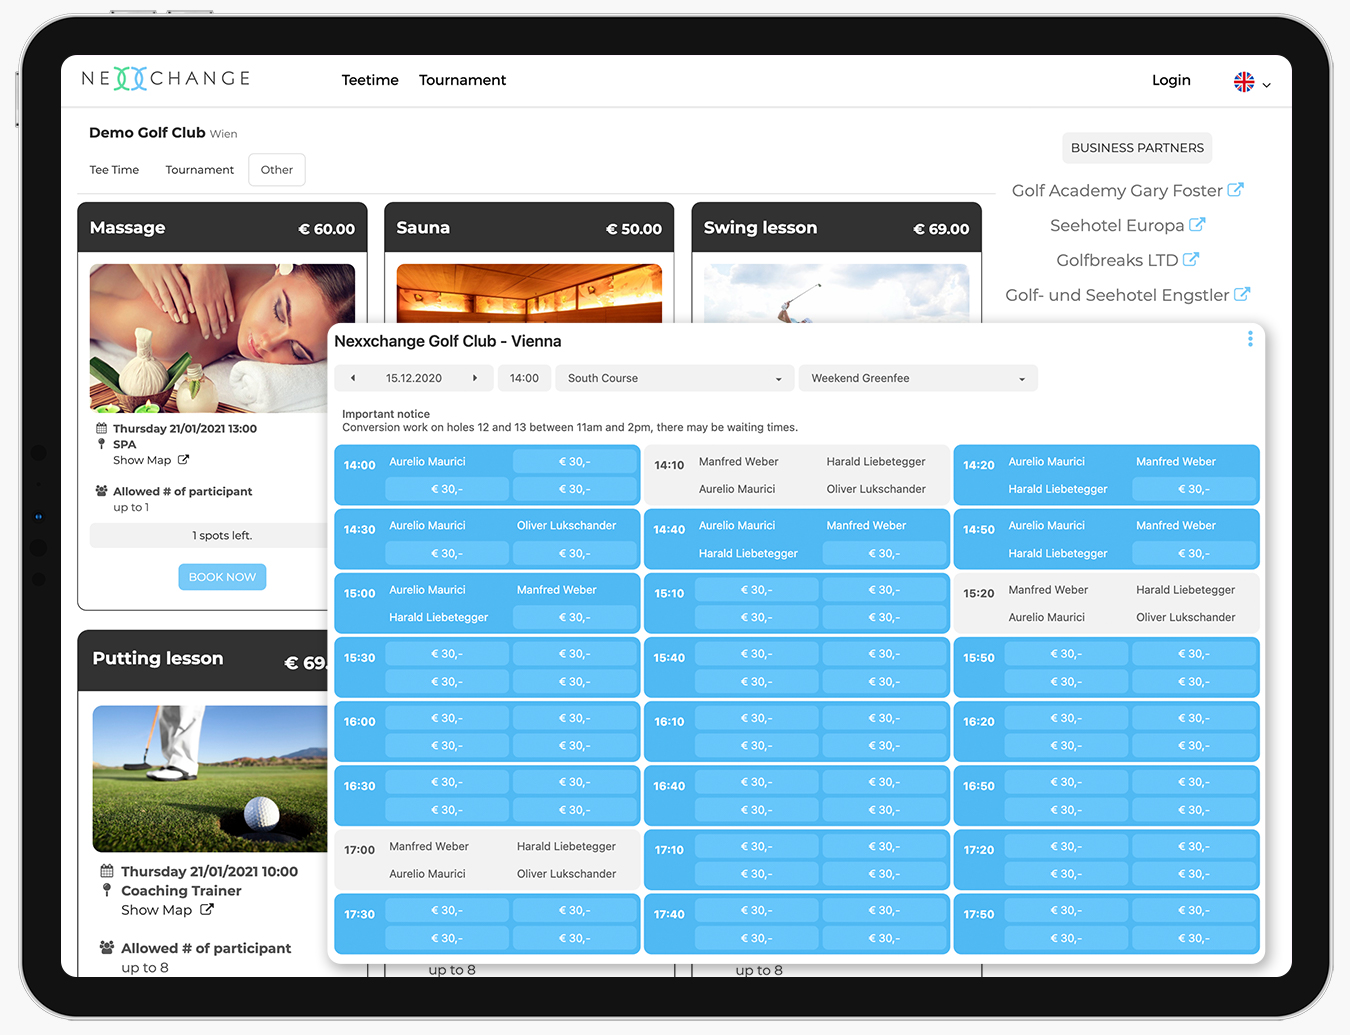 NEXXCHANGE
Teetime Tournament
Login
Demo Golf Club Wien
Tee Time Tournament Other
BUSINESS PARTNERS
Golf Academy Gary Foster
Seehotel Europa
Golfbreaks LTD
Golf- und Seehotel Engstler
Massage € 60.00
Thursday 21/01/2021 13:00
SPA
Show Map
Allowed # of participant
up to 1
1 spots left.
BOOK NOW
Sauna € 50.00
Swing lesson € 69.00
Putting lesson € 69.
Thursday 21/01/2021 10:00
Coaching Trainer
Show Map
Allowed # of participant
up to 8
up to 8
up to 8
Nexxchange Golf Club - Vienna
15.12.2020 14:00 South Course Weekend Greenfee
Important notice
Conversion work on holes 12 and 13 between 11am and 2pm, there may be waiting times.
14:00 Aurelio Maurici € 30,-
€ 30,- € 30,-
14:10 Manfred Weber Harald Liebetegger
Aurelio Maurici Oliver Lukschander
14:20 Aurelio Maurici Manfred Weber
Harald Liebetegger € 30,-
14:30 Aurelio Maurici Oliver Lukschander
€ 30,- € 30,-
14:40 Aurelio Maurici Manfred Weber
Harald Liebetegger € 30,-
14:50 Aurelio Maurici Manfred Weber
Harald Liebetegger € 30,-
15:00 Aurelio Maurici Manfred Weber
Harald Liebetegger € 30,-
15:10 € 30,- € 30,-
€ 30,- € 30,-
15:20 Manfred Weber Harald Liebetegger
Aurelio Maurici Oliver Lukschander
15:30 € 30,- € 30,-
€ 30,- € 30,-
15:40 € 30,- € 30,-
€ 30,- € 30,-
15:50 € 30,- € 30,-
€ 30,- € 30,-
16:00 € 30,- € 30,-
€ 30,- € 30,-
16:10 € 30,- € 30,-
€ 30,- € 30,-
16:20 € 30,- € 30,-
€ 30,- € 30,-
16:30 € 30,- € 30,-
€ 30,- € 30,-
16:40 € 30,- € 30,-
€ 30,- € 30,-
16:50 € 30,- € 30,-
€ 30,- € 30,-
17:00 Manfred Weber Harald Liebetegger
Aurelio Maurici Oliver Lukschander
17:10 € 30,- € 30,-
€ 30,- € 30,-
17:20 € 30,- € 30,-
€ 30,- € 30,-
17:30 € 30,- € 30,-
€ 30,- € 30,-
17:40 € 30,- € 30,-
€ 30,- € 30,-
17:50 € 30,- € 30,-
€ 30,- € 30,-